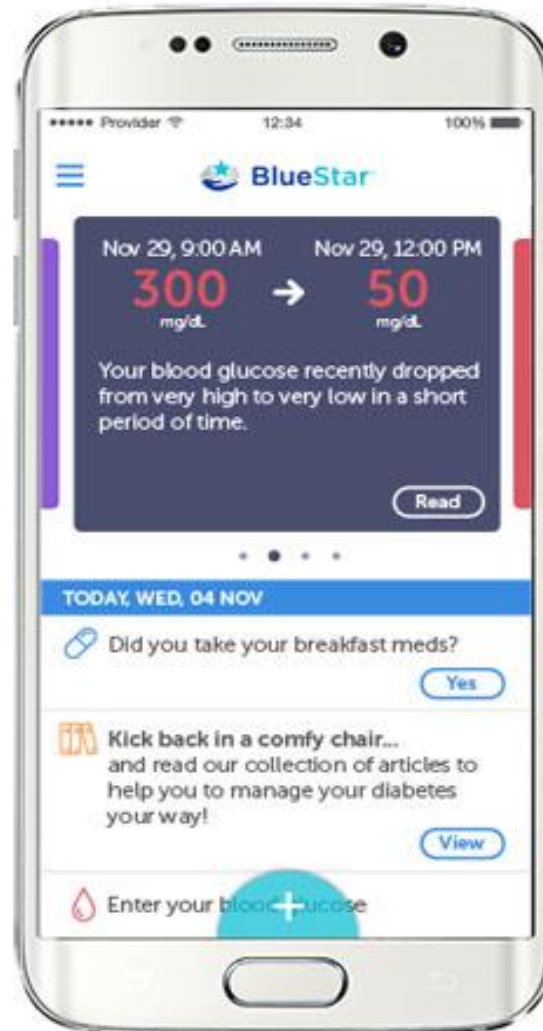 Provider 12:34 100%
BlueStar
Nov 29, 9:00 AM Nov 29, 12:00 PM
300 50
mg/dL mg/dL
Your blood glucose recently dropped
from very high to very low in a short
period of time.
Read
TODAY, WED, 04 NOV
Did you take your breakfast meds?
Yes
Kick back in a comfy chair...
and read our collection of articles to
help you to manage your diabetes
your way!
View
Enter your blood glucose